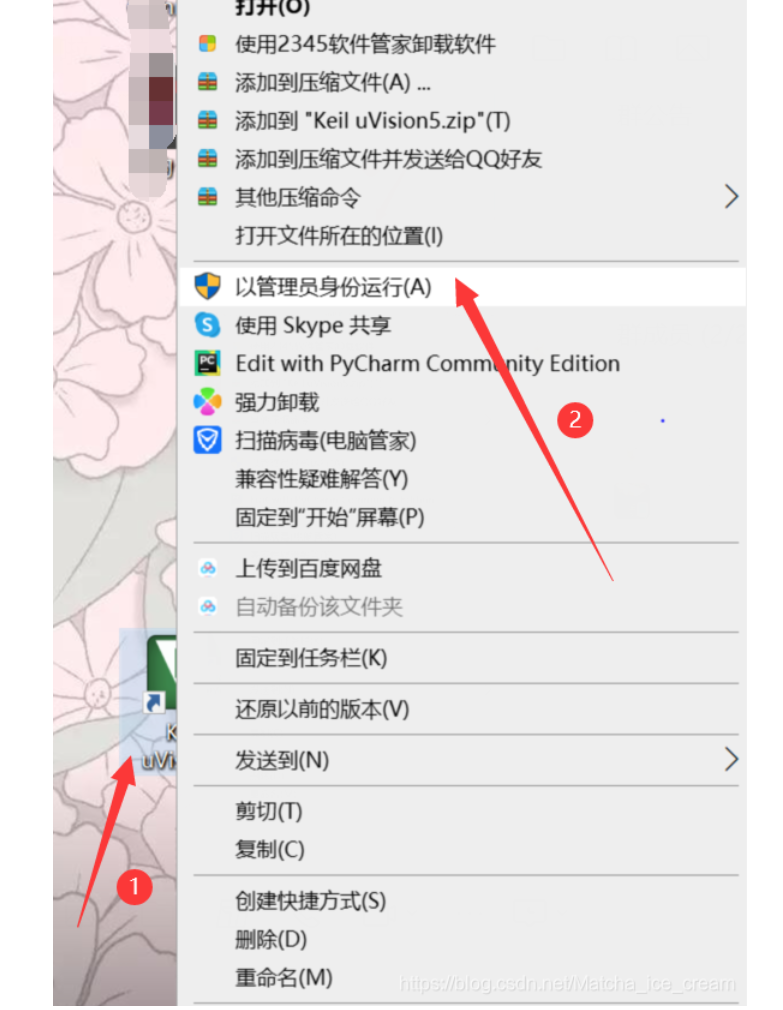 打开(O)
使用2345软件管家卸载软件
添加到压缩文件(A) ...
添加到 "Keil uVision5.zip"(T)
添加到压缩文件并发送给QQ好友
其他压缩命令
打开文件所在的位置(I)
以管理员身份运行(A)
S 使用 Skype 共享
PC Edit with PyCharm Community Edition
强力卸载
2
扫描病毒(电脑管家)
兼容性疑难解答(Y)
固定到"开始"屏幕(P)
上传到百度网盘
自动备份该文件夹
固定到任务栏(K)
还原以前的版本(V)
K
uVi
发送到(N)
剪切(T)
复制(C)
1
创建快捷方式(S)
删除(D)
重命名(M)
https://blog.csdn.net/Matcha_ice_cream